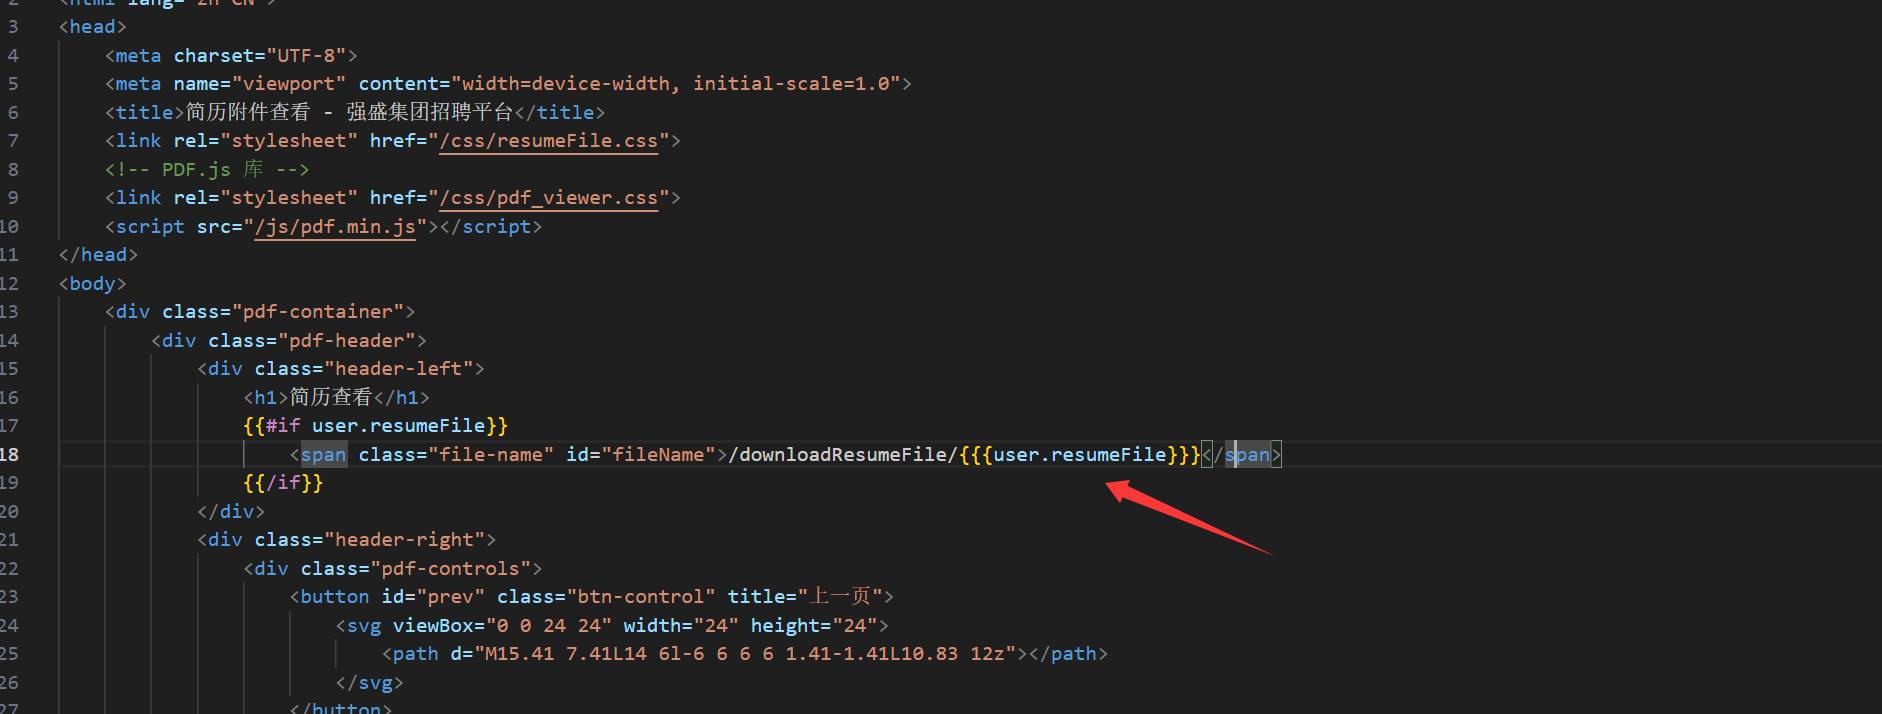 2 <html lang="zh-CN">
3 <head>
4 <meta charset="UTF-8">
5 <meta name="viewport" content="width=device-width, initial-scale=1.0">
6 <title>简历附件查看 - 强盛集团招聘平台</title>
7 <link rel="stylesheet" href="/css/resumeFile.css">
8 <!-- PDF.js 库 -->
9 <link rel="stylesheet" href="/css/pdf_viewer.css">
10 <script src="/js/pdf.min.js"></script>
11 </head>
12 <body>
13 <div class="pdf-container">
14 <div class="pdf-header">
15 <div class="header-left">
16 <h1>简历查看</h1>
17 {{#if user.resumeFile}}
18 <span class="file-name" id="fileName">/downloadResumeFile/{{{user.resumeFile}}}</span>
19 {{/if}}
20 </div>
21 <div class="header-right">
22 <div class="pdf-controls">
23 <button id="prev" class="btn-control" title="上一页">
24 <svg viewBox="0 0 24 24" width="24" height="24">
25 <path d="M15.41 7.41L14 6l-6 6 6 6 1.41-1.41L10.83 12z"></path>
26 </svg>
27 </button>